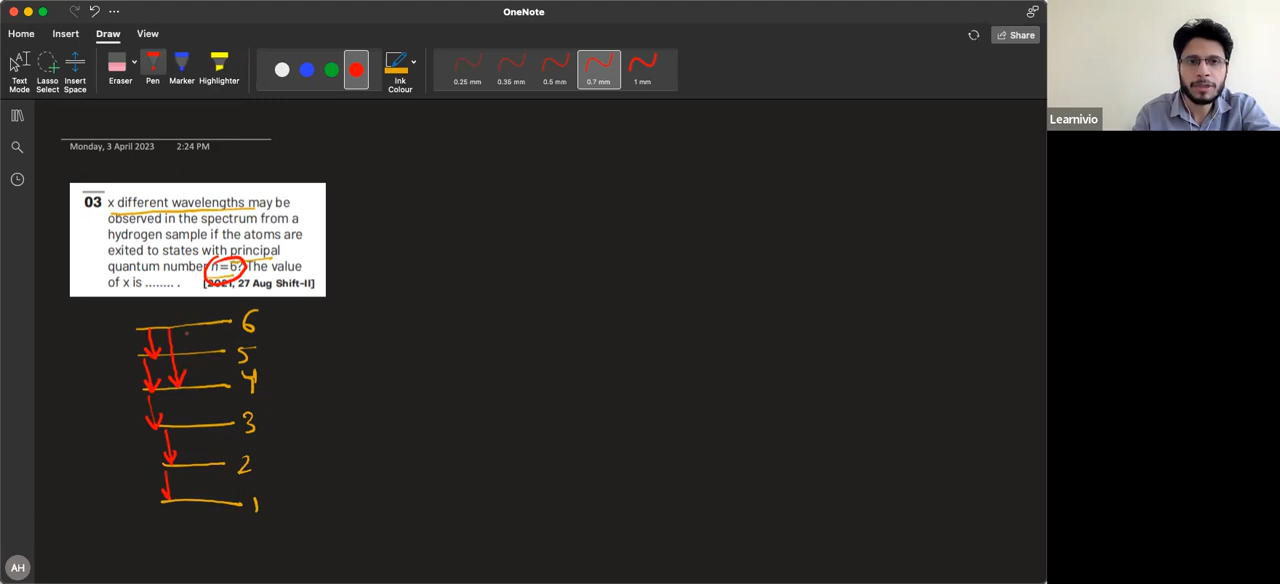 OneNote
Home Insert Draw View
Share
Text Mode
Lasso Select
Insert Space
Eraser
Pen
Marker
Highlighter
Ink Colour
0.25 mm
0.35 mm
0.5 mm
0.7 mm
1 mm
Learnivio
Monday, 3 April 2023 2:24 PM
03 x different wavelengths may be
observed in the spectrum from a
hydrogen sample if the atoms are
exited to states with principal
quantum number n=6? The value
of x is ........ .
[2021, 27 Aug Shift-II]
6
5
4
3
2
1
AH